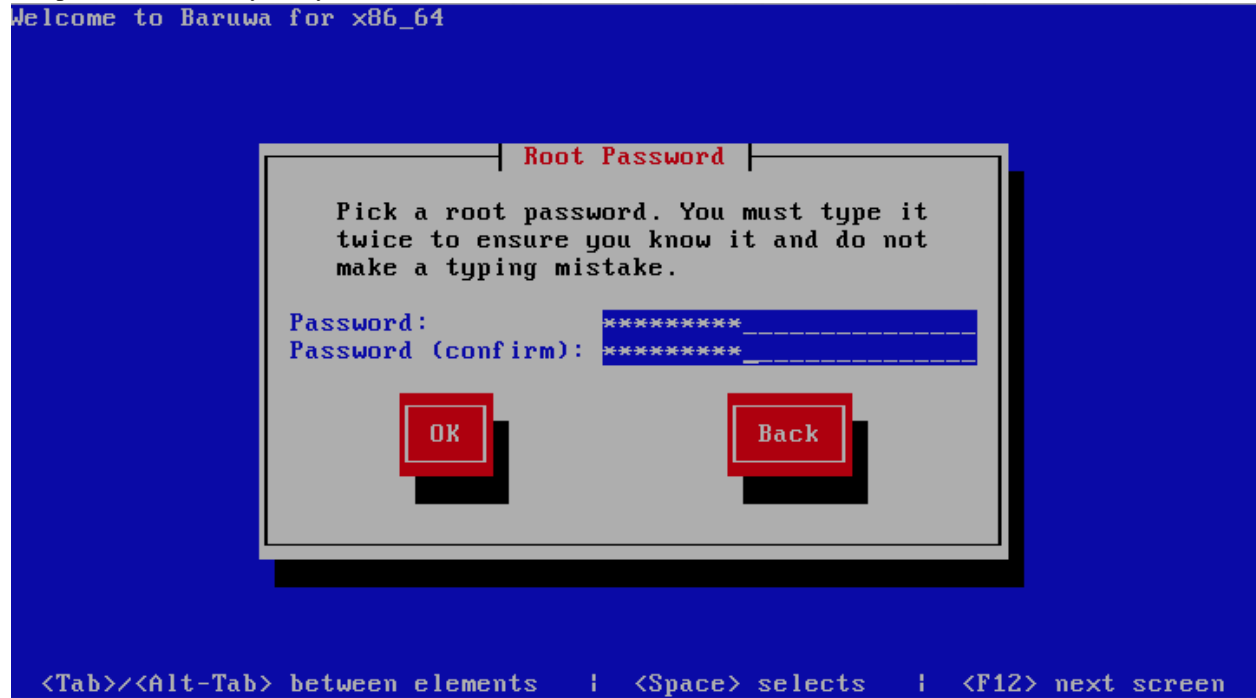 Welcome to Baruwa for x86_64
Root Password
Pick a root password. You must type it
twice to ensure you know it and do not
make a typing mistake.
Password: *********_______________
Password (confirm): *********_______________
OK Back
<Tab>/<Alt-Tab> between elements | <Space> selects | <F12> next screen